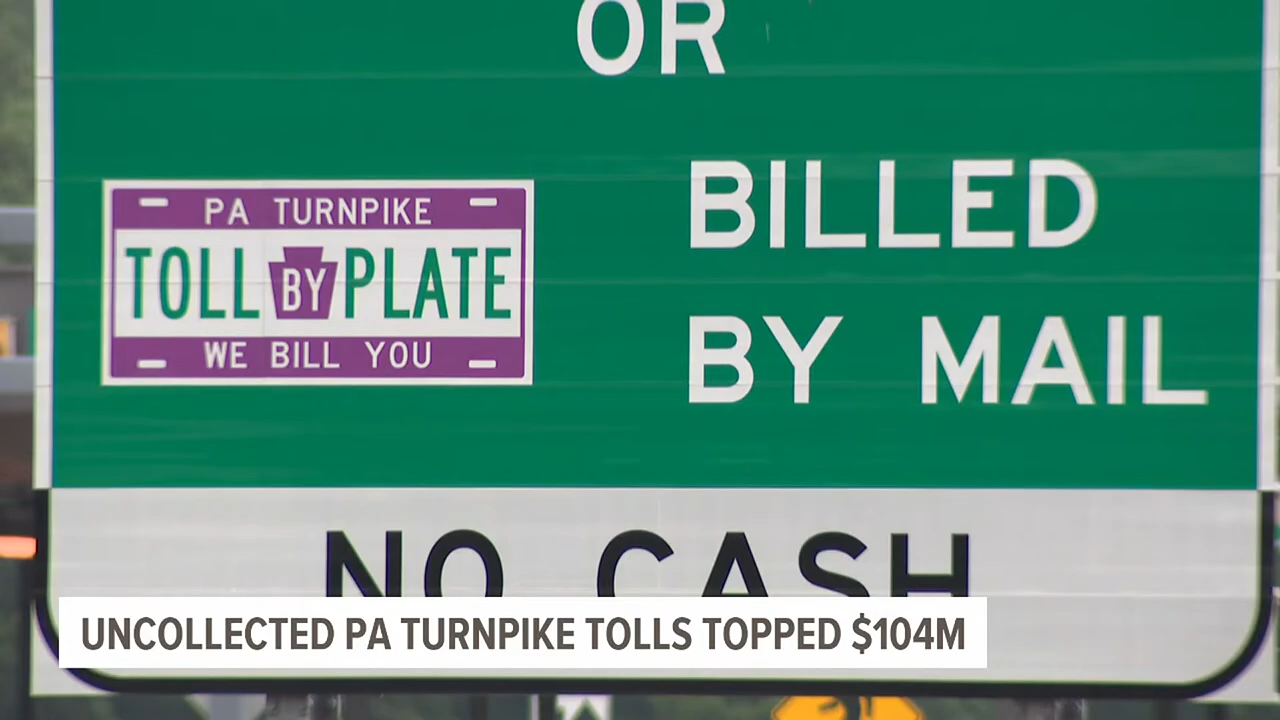 OR
PA TURNPIKE
TOLL BY PLATE
WE BILL YOU
BILLED
BY MAIL
NO CASH
UNCOLLECTED PA TURNPIKE TOLLS TOPPED $104M